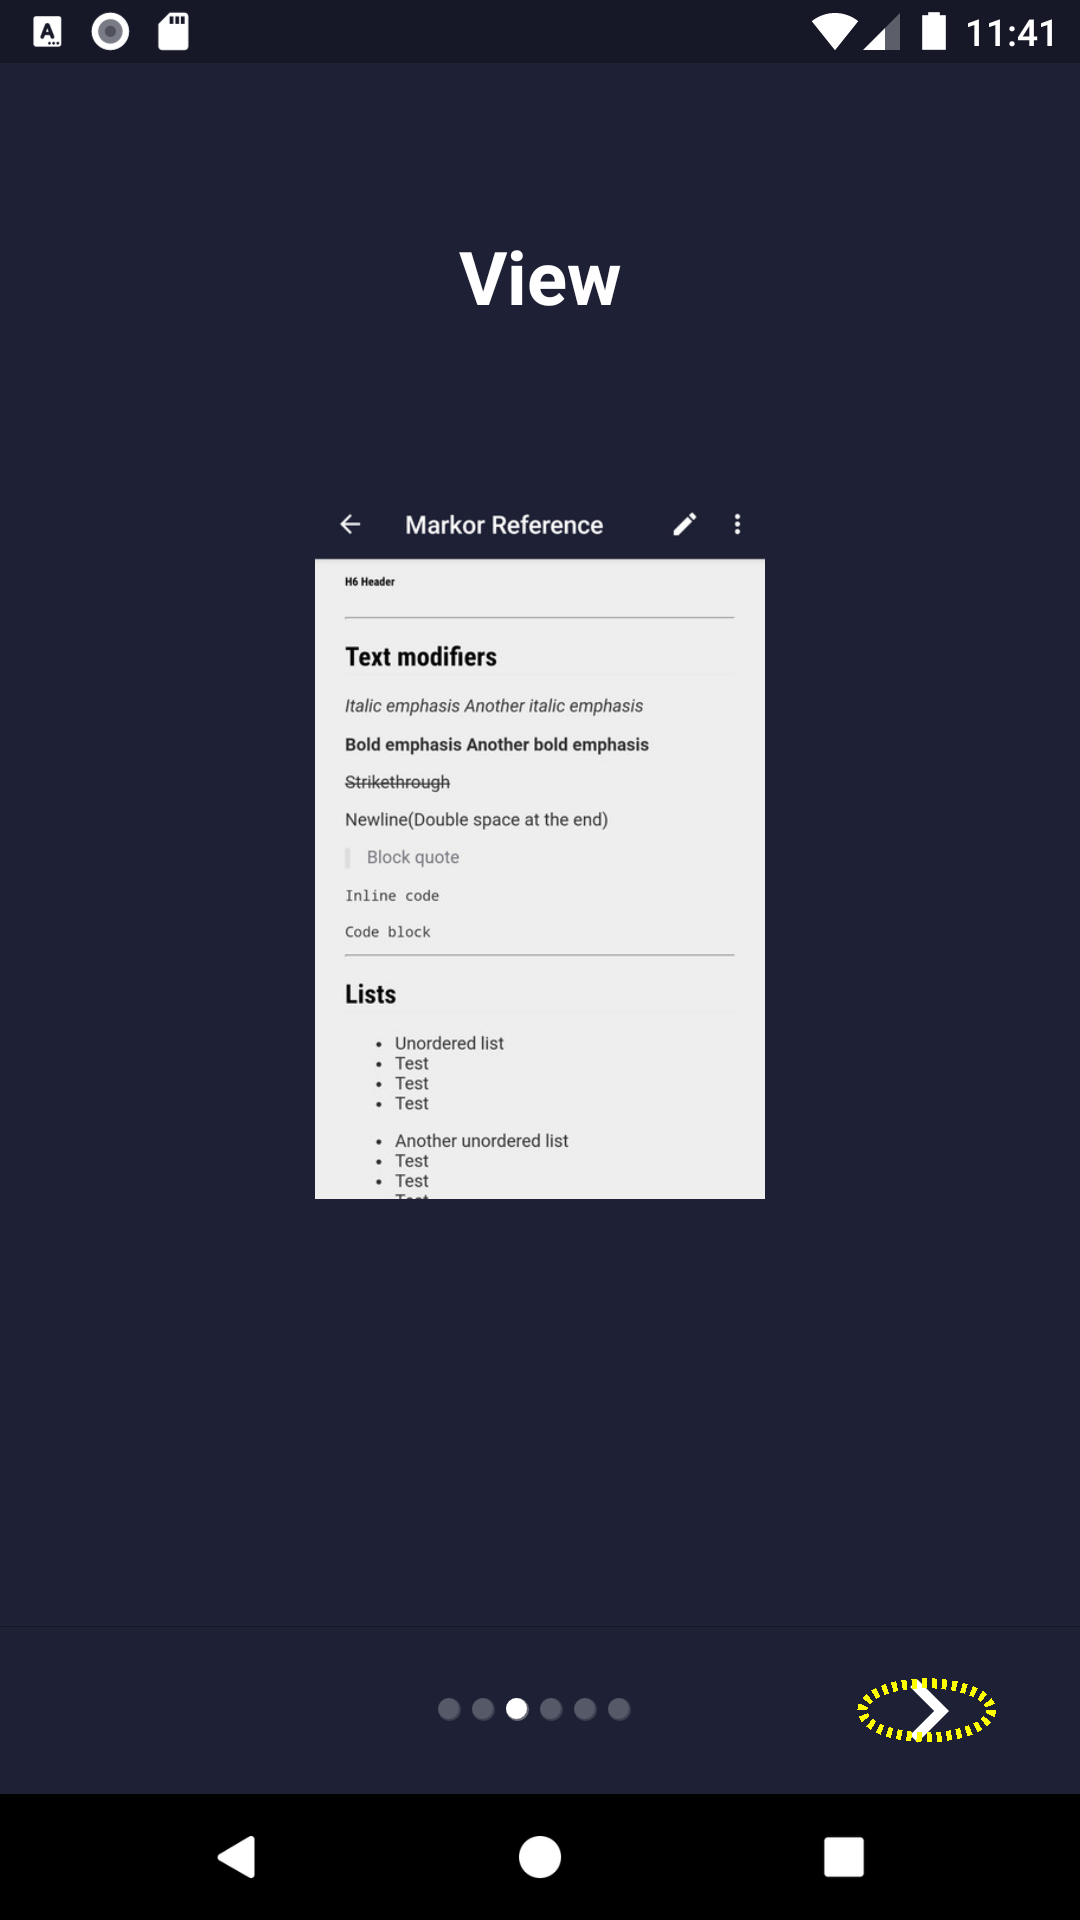 11:41
View
Markor Reference
H6 Header
Text modifiers
Italic emphasis Another italic emphasis
Bold emphasis Another bold emphasis
Strikethrough
Newline(Double space at the end)
Block quote
Inline code
Code block
Lists
• Unordered list
• Test
• Test
• Test
• Another unordered list
• Test
• Test
Test